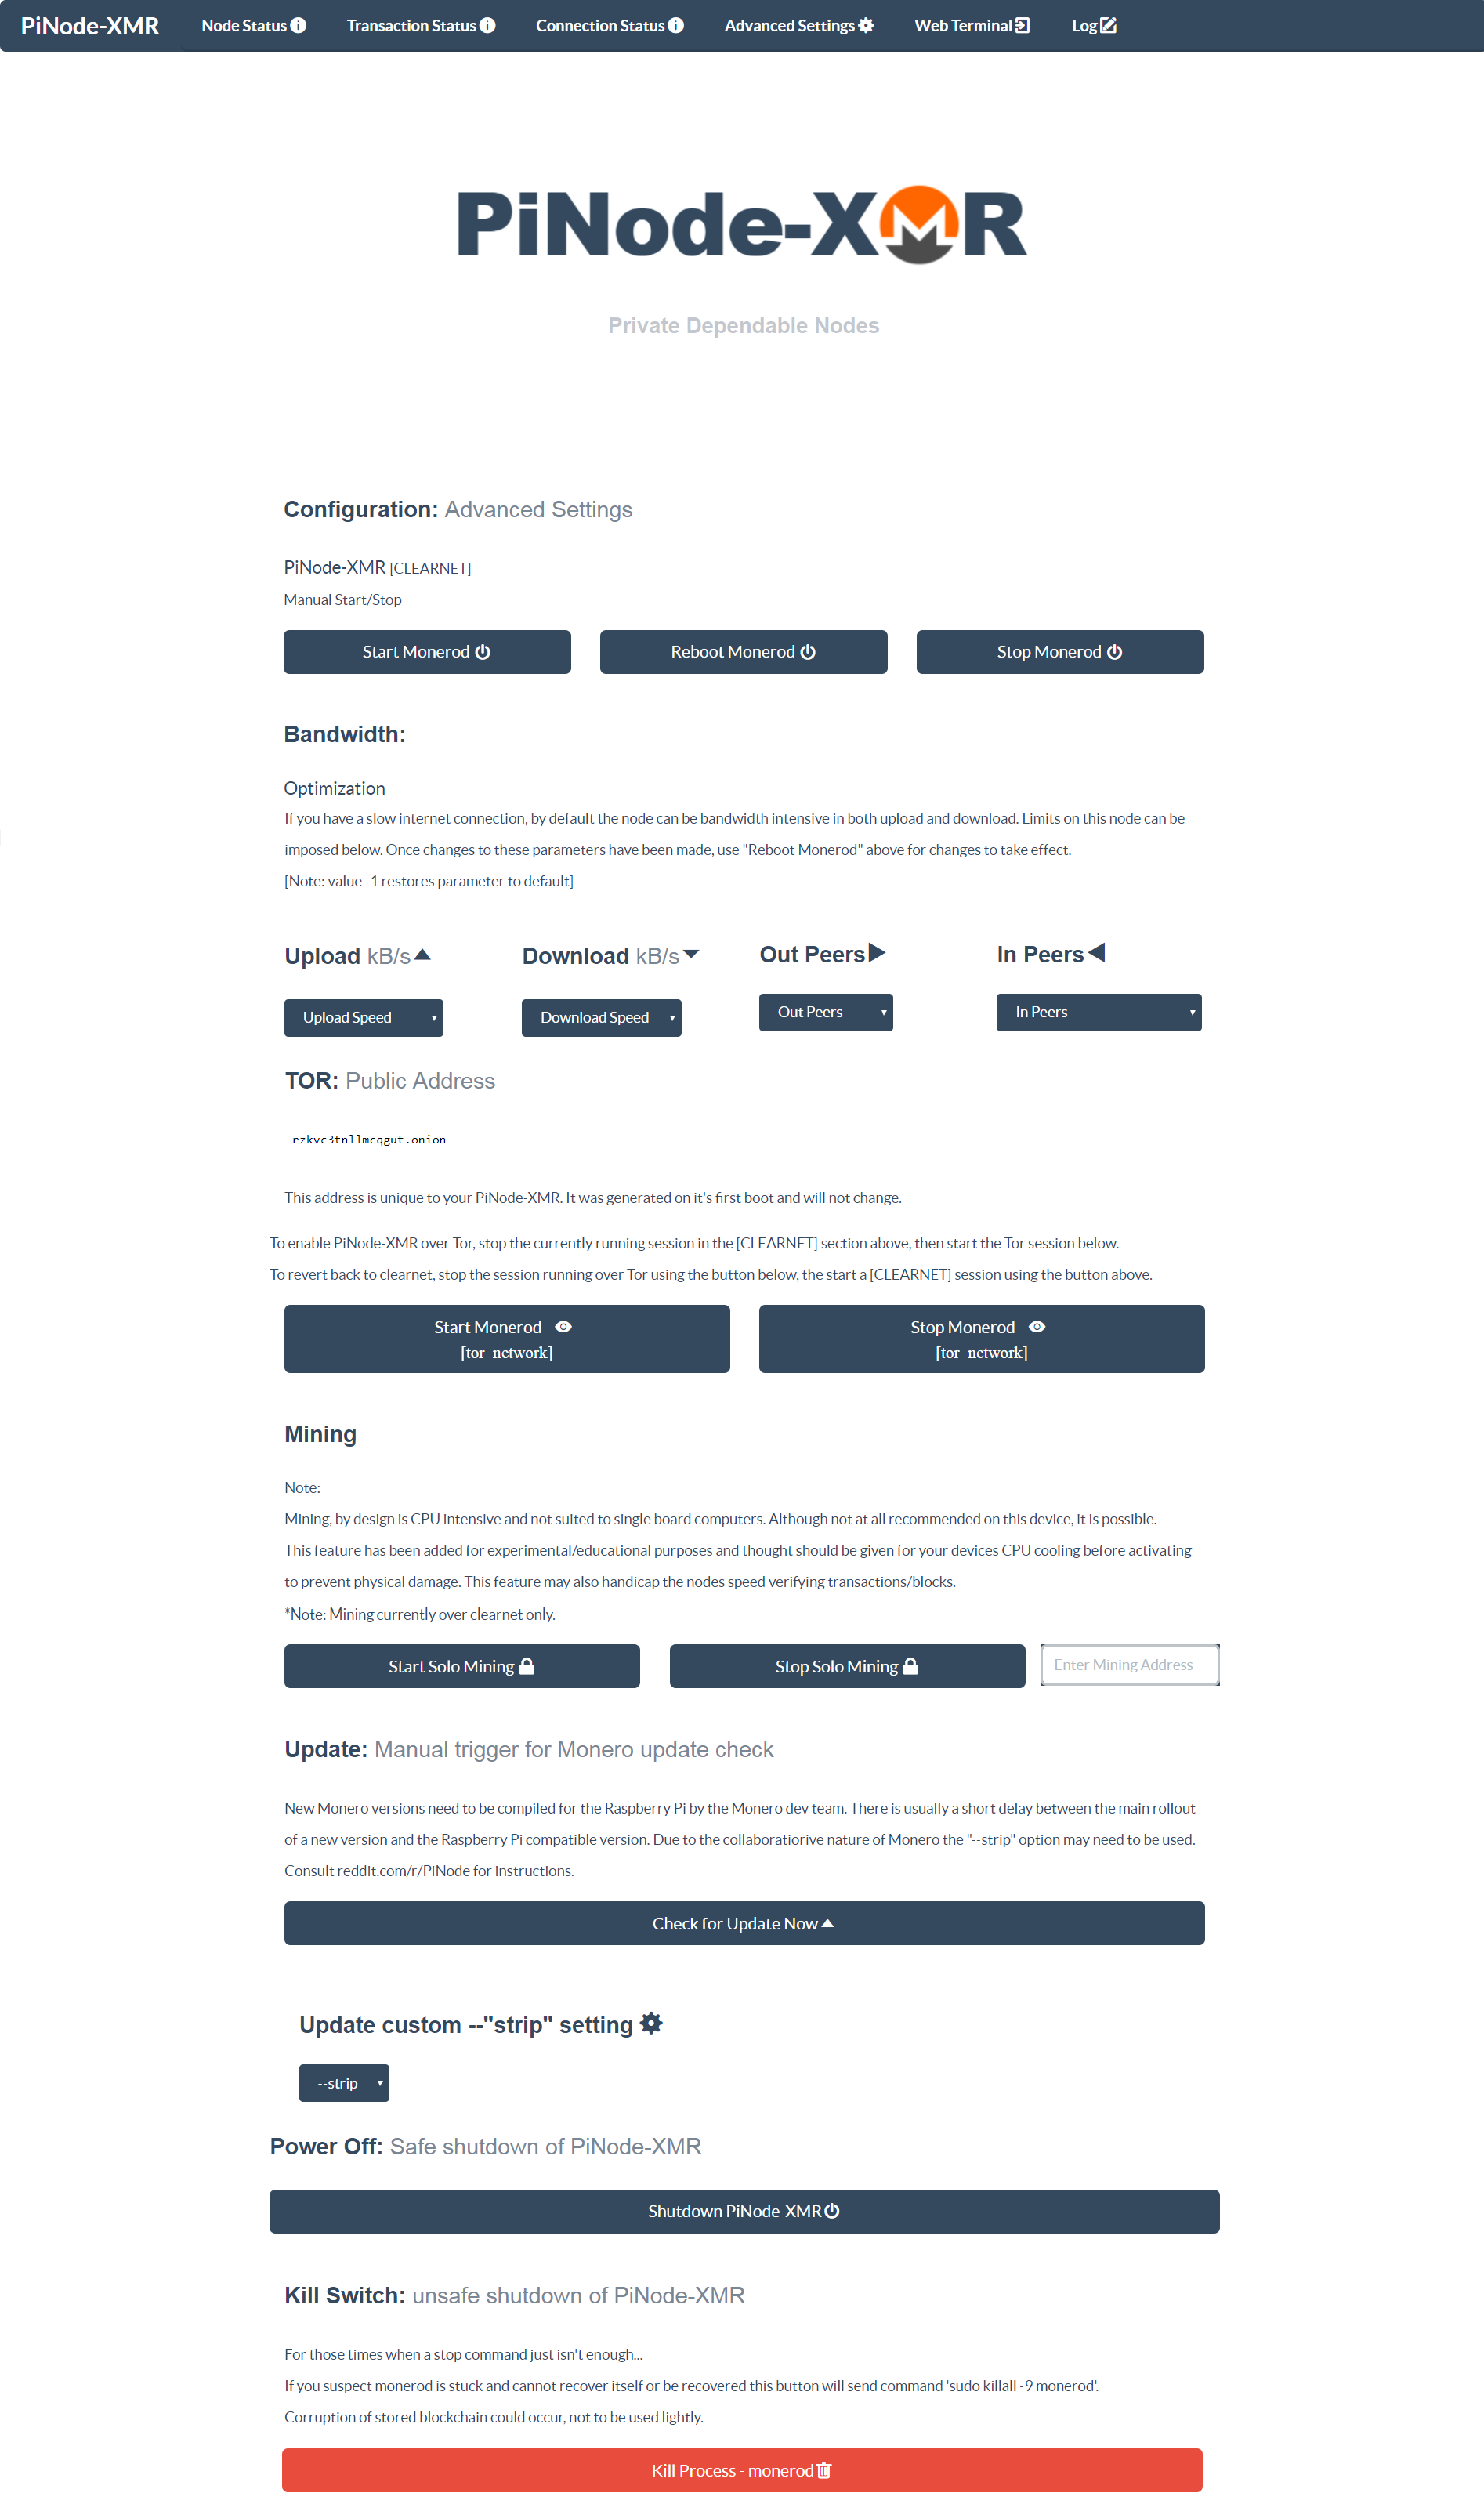 PiNode-XMR Node Status Transaction Status Connection Status Advanced Settings Web Terminal Log
PiNode-XMR
Private Dependable Nodes
Configuration: Advanced Settings
PiNode-XMR [CLEARNET]
Manual Start/Stop
Start Monerod Reboot Monerod Stop Monerod
Bandwidth:
Optimization
If you have a slow internet connection, by default the node can be bandwidth intensive in both upload and download. Limits on this node can be
imposed below. Once changes to these parameters have been made, use "Reboot Monerod" above for changes to take effect.
[Note: value -1 restores parameter to default]
Upload kB/s Download kB/s Out Peers In Peers
Upload Speed Download Speed Out Peers In Peers
TOR: Public Address
rzkvc3tnllmcqgut.onion
This address is unique to your PiNode-XMR. It was generated on it's first boot and will not change.
To enable PiNode-XMR over Tor, stop the currently running session in the [CLEARNET] section above, then start the Tor session below.
To revert back to clearnet, stop the session running over Tor using the button below, the start a [CLEARNET] session using the button above.
Start Monerod - Stop Monerod -
[tor network] [tor network]
Mining
Note:
Mining, by design is CPU intensive and not suited to single board computers. Although not at all recommended on this device, it is possible.
This feature has been added for experimental/educational purposes and thought should be given for your devices CPU cooling before activating
to prevent physical damage. This feature may also handicap the nodes speed verifying transactions/blocks.
*Note: Mining currently over clearnet only.
Start Solo Mining Stop Solo Mining Enter Mining Address
Update: Manual trigger for Monero update check
New Monero versions need to be compiled for the Raspberry Pi by the Monero dev team. There is usually a short delay between the main rollout
of a new version and the Raspberry Pi compatible version. Due to the collaboratiorive nature of Monero the "--strip" option may need to be used.
Consult reddit.com/r/PiNode for instructions.
Check for Update Now
Update custom --"strip" setting
--strip
Power Off: Safe shutdown of PiNode-XMR
Shutdown PiNode-XMR
Kill Switch: unsafe shutdown of PiNode-XMR
For those times when a stop command just isn't enough...
If you suspect monerod is stuck and cannot recover itself or be recovered this button will send command 'sudo killall -9 monerod'.
Corruption of stored blockchain could occur, not to be used lightly.
Kill Process - monerod